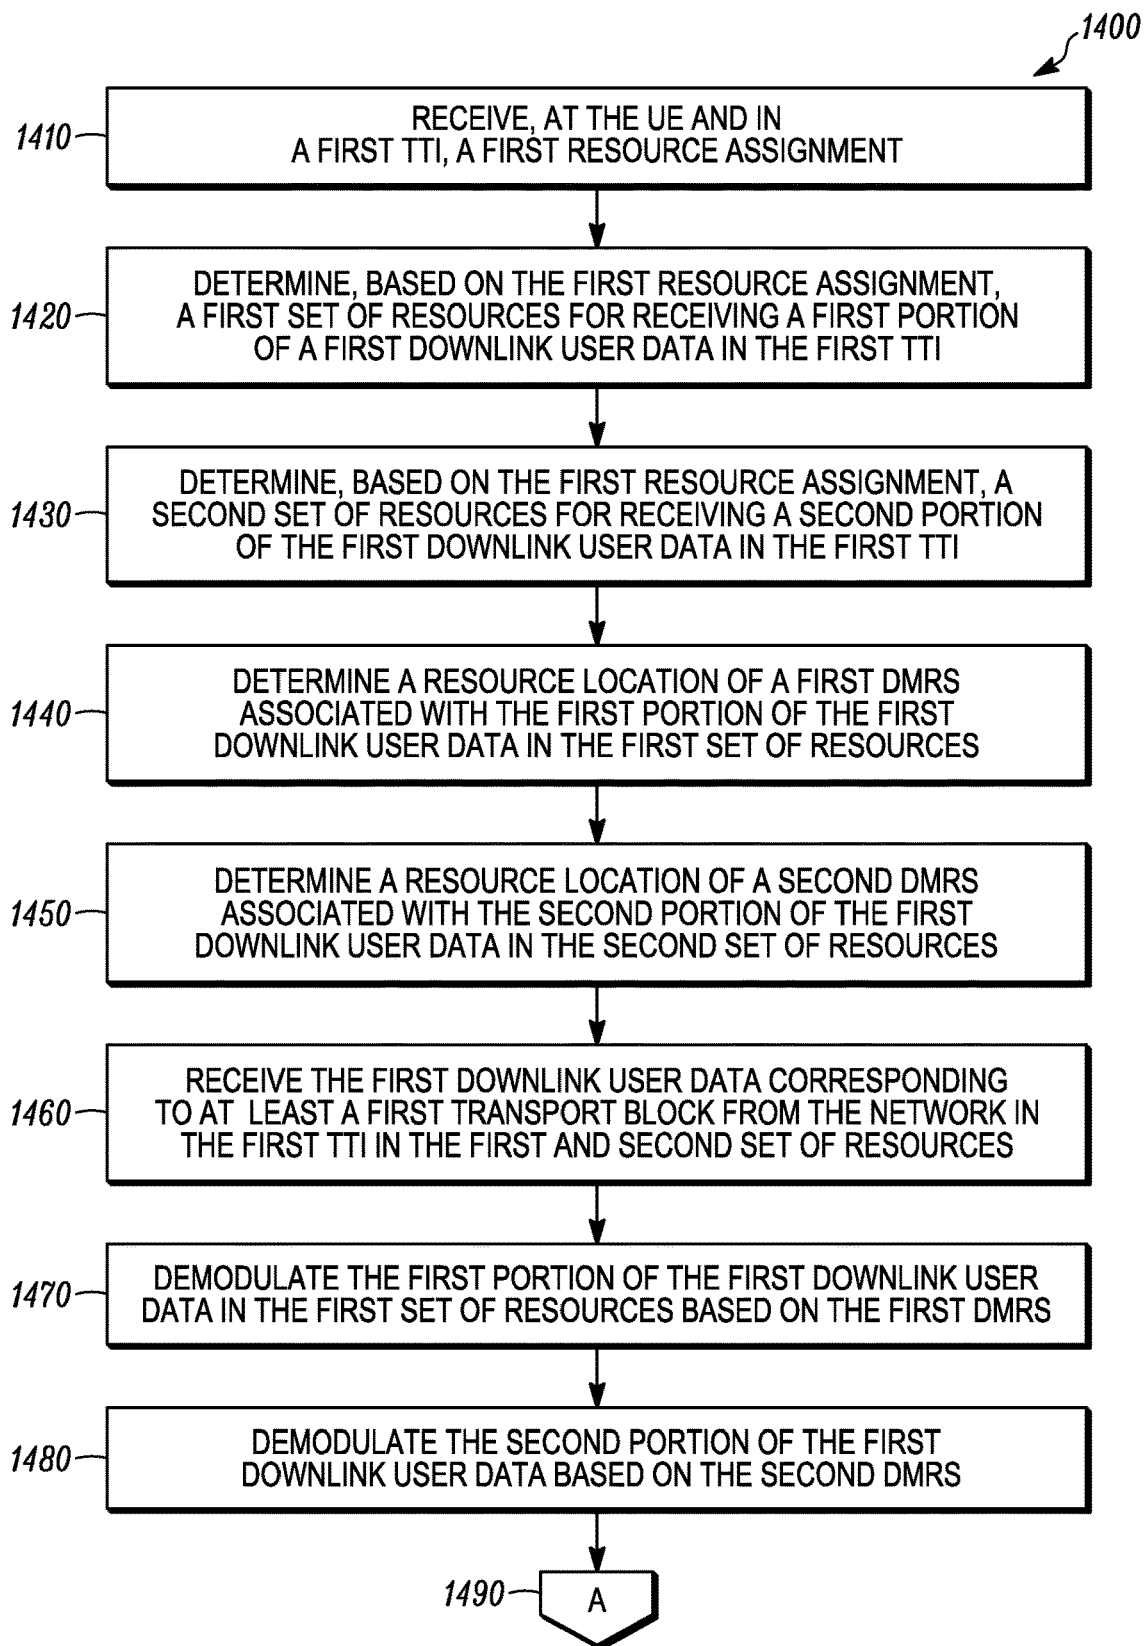 1400
1410
RECEIVE, AT THE UE AND IN
A FIRST TTI, A FIRST RESOURCE ASSIGNMENT
1420
DETERMINE, BASED ON THE FIRST RESOURCE ASSIGNMENT,
A FIRST SET OF RESOURCES FOR RECEIVING A FIRST PORTION
OF A FIRST DOWNLINK USER DATA IN THE FIRST TTI
1430
DETERMINE, BASED ON THE FIRST RESOURCE ASSIGNMENT, A
SECOND SET OF RESOURCES FOR RECEIVING A SECOND PORTION
OF THE FIRST DOWNLINK USER DATA IN THE FIRST TTI
1440
DETERMINE A RESOURCE LOCATION OF A FIRST DMRS
ASSOCIATED WITH THE FIRST PORTION OF THE FIRST
DOWNLINK USER DATA IN THE FIRST SET OF RESOURCES
1450
DETERMINE A RESOURCE LOCATION OF A SECOND DMRS
ASSOCIATED WITH THE SECOND PORTION OF THE FIRST
DOWNLINK USER DATA IN THE SECOND SET OF RESOURCES
1460
RECEIVE THE FIRST DOWNLINK USER DATA CORRESPONDING
TO AT LEAST A FIRST TRANSPORT BLOCK FROM THE NETWORK IN
THE FIRST TTI IN THE FIRST AND SECOND SET OF RESOURCES
1470
DEMODULATE THE FIRST PORTION OF THE FIRST DOWNLINK USER
DATA IN THE FIRST SET OF RESOURCES BASED ON THE FIRST DMRS
1480
DEMODULATE THE SECOND PORTION OF THE FIRST
DOWNLINK USER DATA BASED ON THE SECOND DMRS
1490
A